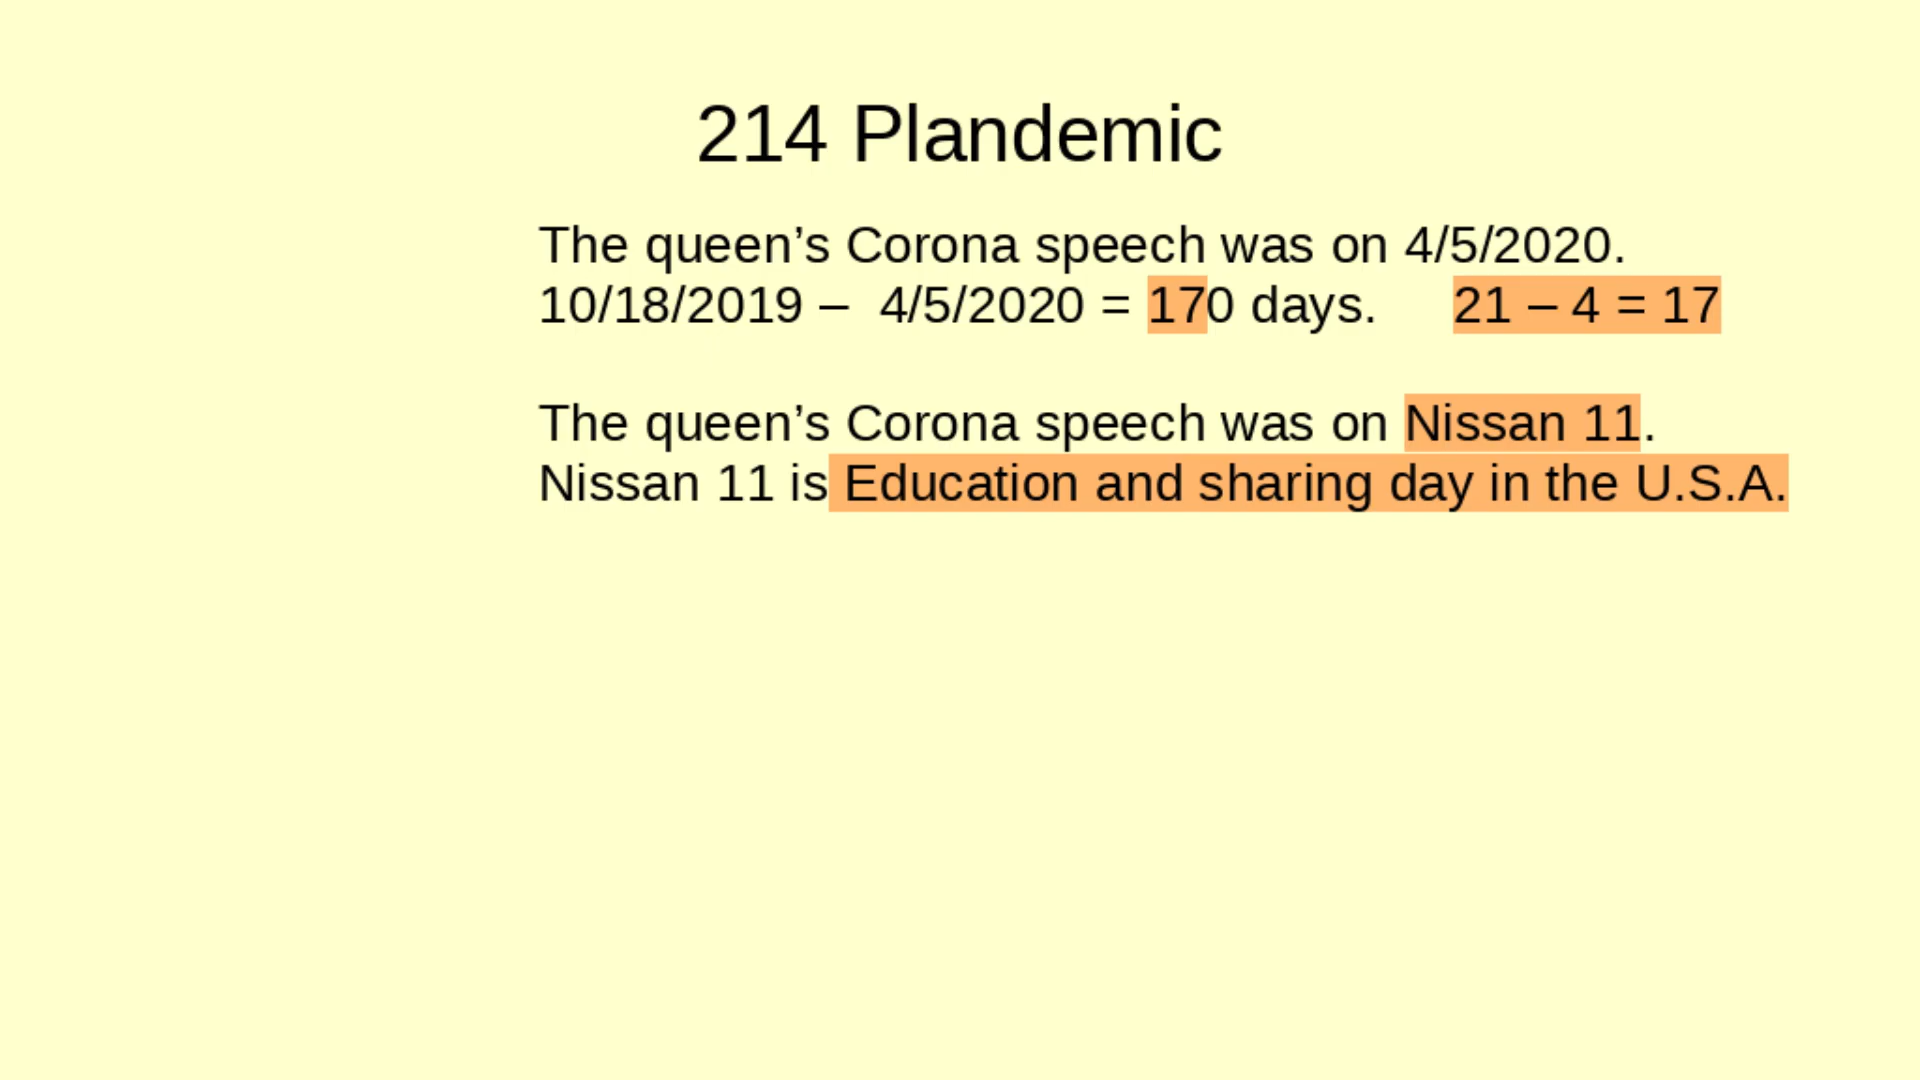 214 Plandemic
The queen’s Corona speech was on 4/5/2020.
10/18/2019 – 4/5/2020 = 170 days. 21 – 4 = 17
The queen’s Corona speech was on Nissan 11.
Nissan 11 is Education and sharing day in the U.S.A.